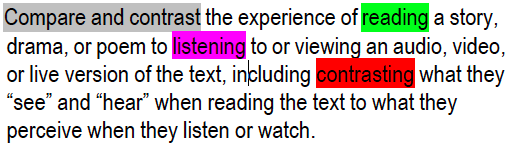 Compare and contrast the experience of reading a story,
drama, or poem to listening to or viewing an audio, video,
or live version of the text, including contrasting what they
“see” and “hear” when reading the text to what they
perceive when they listen or watch.